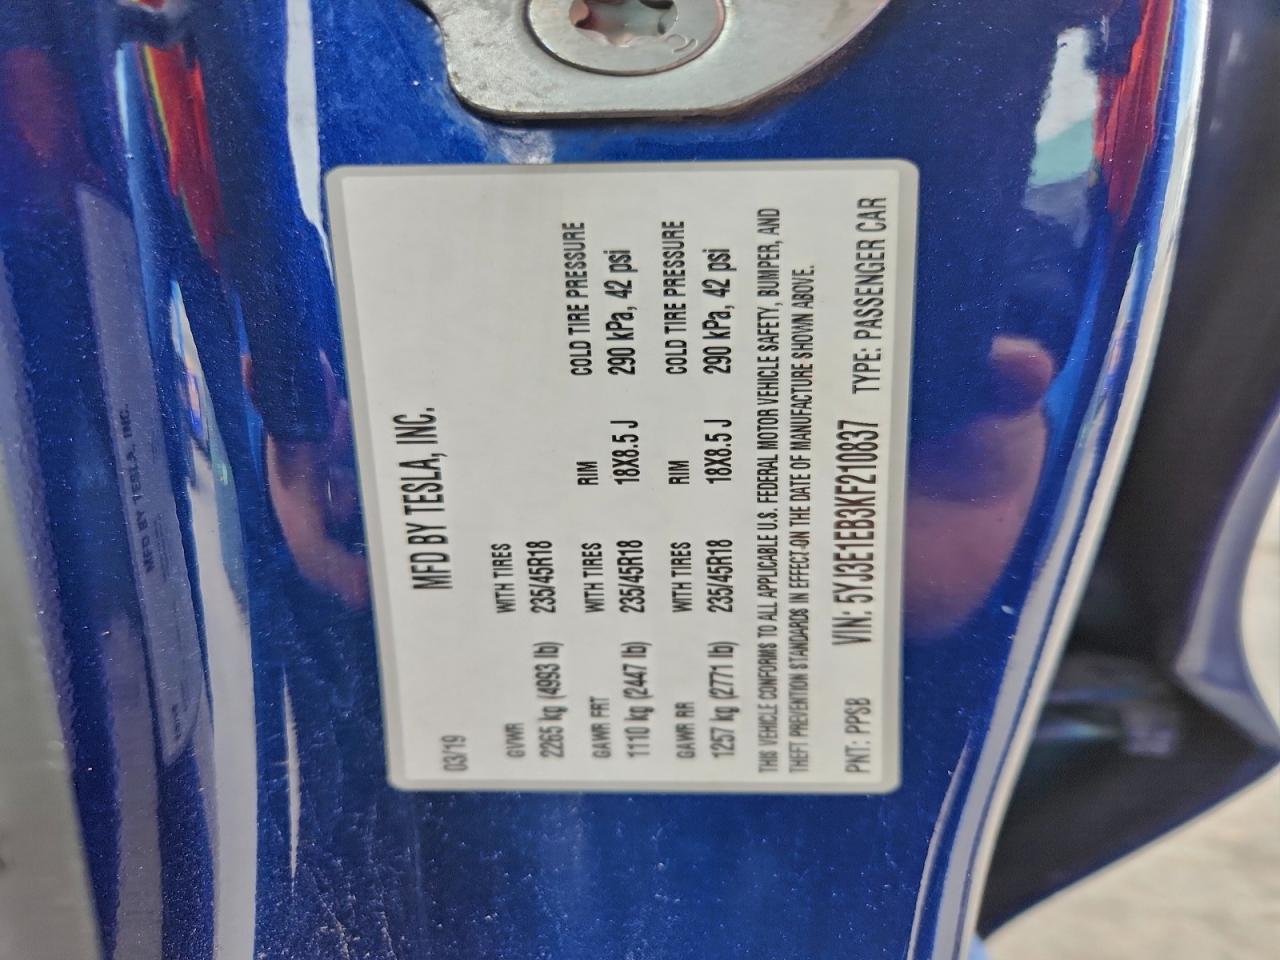 MFD BY TESLA, INC.
03/19
GVWR WITH TIRES
2265 kg (4993 lb) 235/45R18
GAWR FRT WITH TIRES RIM COLD TIRE PRESSURE
1110 kg (2447 lb) 235/45R18 18X8.5 J 290 kPa, 42 psi
GAWR RR WITH TIRES RIM COLD TIRE PRESSURE
1257 kg (2771 lb) 235/45R18 18X8.5 J 290 kPa, 42 psi
THIS VEHICLE CONFORMS TO ALL APPLICABLE U.S. FEDERAL MOTOR VEHICLE SAFETY, BUMPER, AND
THEFT PREVENTION STANDARDS IN EFFECT ON THE DATE OF MANUFACTURE SHOWN ABOVE.
PNT: PPSB VIN: 5YJ3E1EB3KF210837 TYPE: PASSENGER CAR